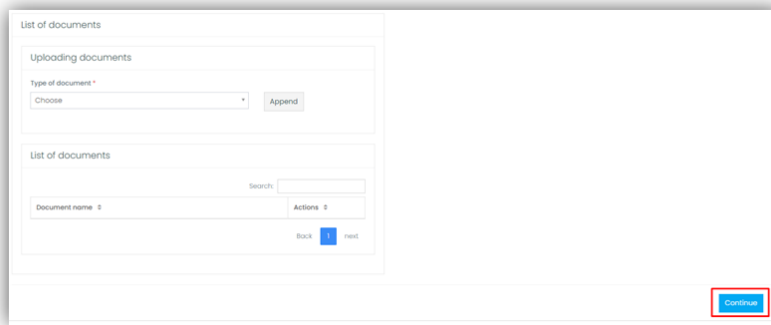 List of documents
Uploading documents
Type of document *
Choose
Append
List of documents
Search:
Document name
Actions
Back 1 next
Continue